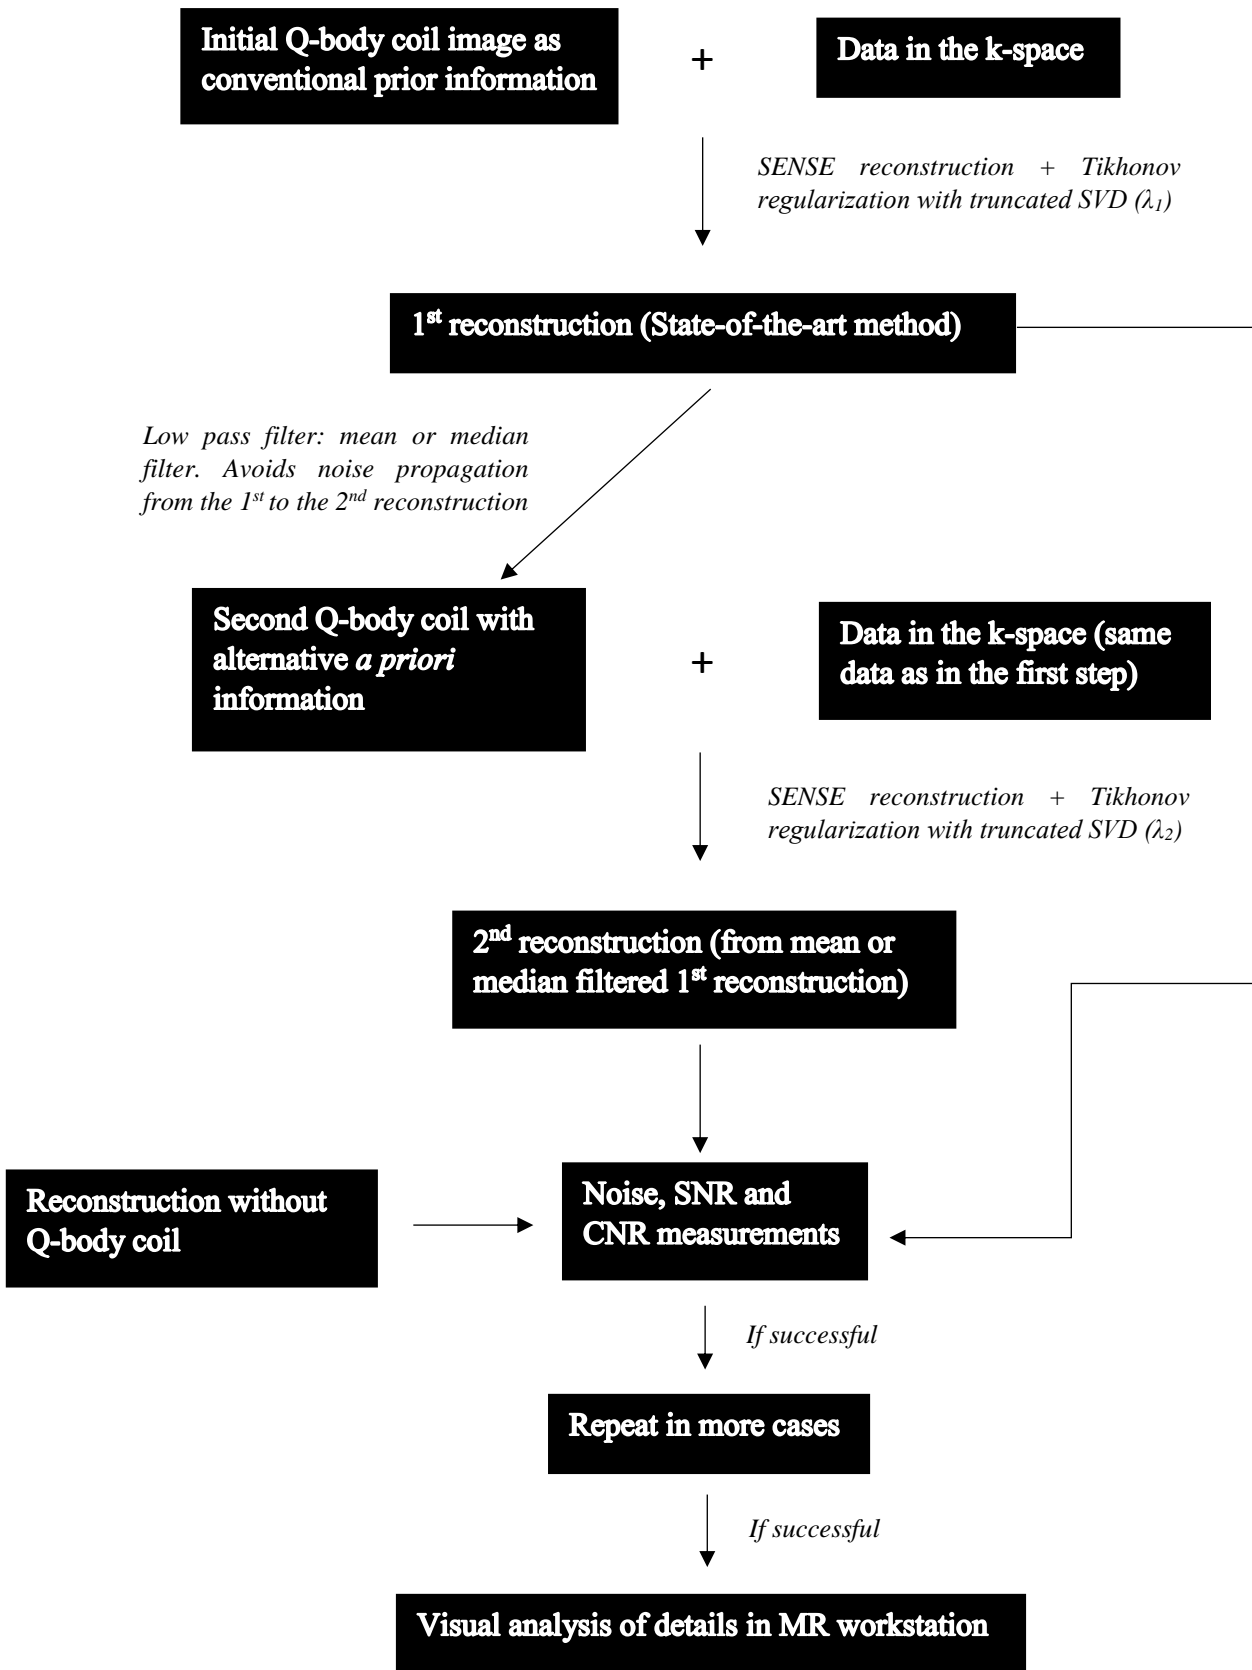 Initial Q-body coil image as
conventional prior information
+
Data in the k-space
SENSE reconstruction + Tikhonov
regularization with truncated SVD (λ1)
1st reconstruction (State-of-the-art method)
Low pass filter: mean or median
filter. Avoids noise propagation
from the 1st to the 2nd reconstruction
Second Q-body coil with
alternative a priori
information
+
Data in the k-space (same
data as in the first step)
SENSE reconstruction + Tikhonov
regularization with truncated SVD (λ2)
2nd reconstruction (from mean or
median filtered 1st reconstruction)
Reconstruction without
Q-body coil
Noise, SNR and
CNR measurements
If successful
Repeat in more cases
If successful
Visual analysis of details in MR workstation